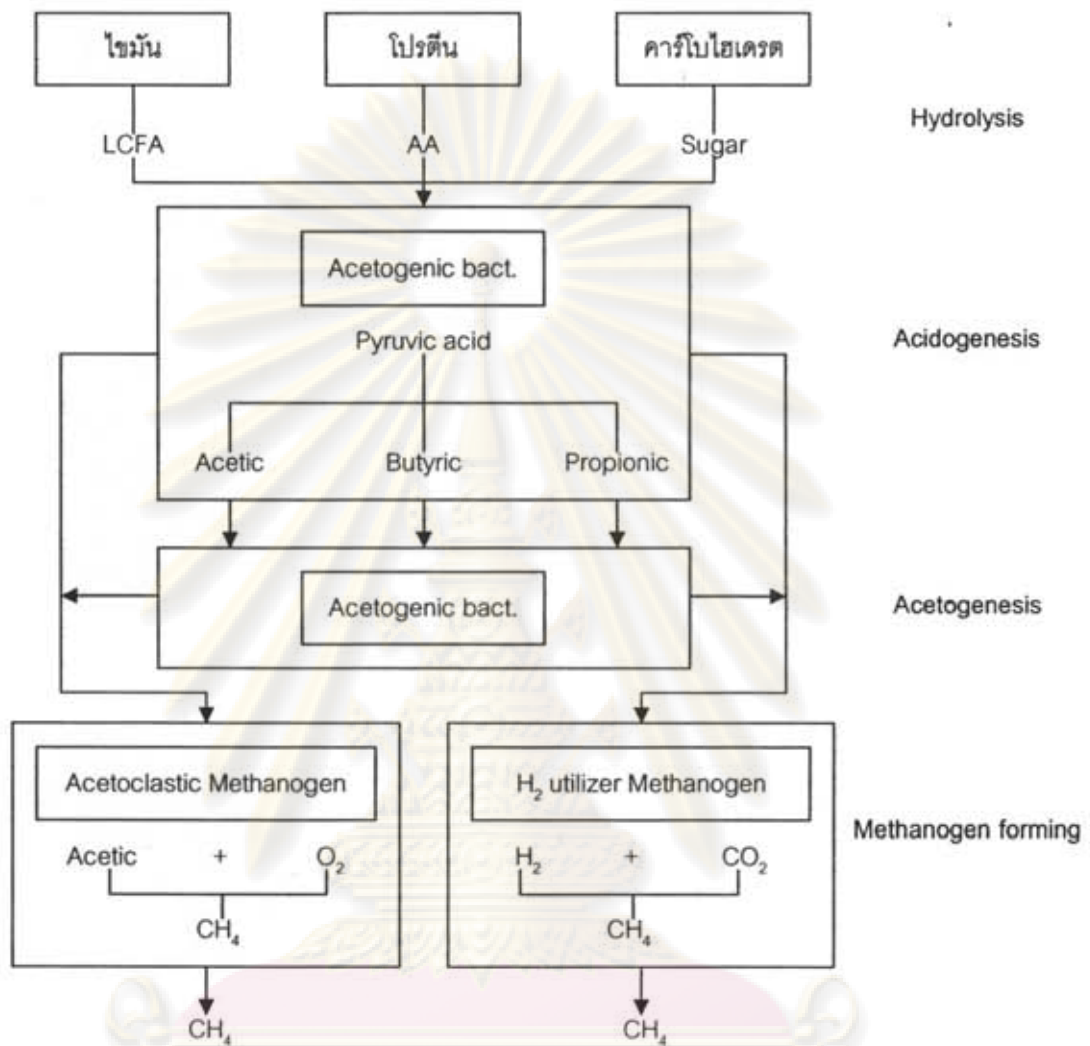 ไขมัน โปรตีน คาร์โบไฮเดรต
Hydrolysis
LCFA AA Sugar
Acetogenic bact.
Pyruvic acid
Acidogenesis
Acetic Butyric Propionic
Acetogenic bact.
Acetogenesis
Acetoclastic Methanogen
H₂ utilizer Methanogen
Methanogen forming
Acetic + O₂
H₂ + CO₂
CH₄
CH₄
CH₄
CH₄